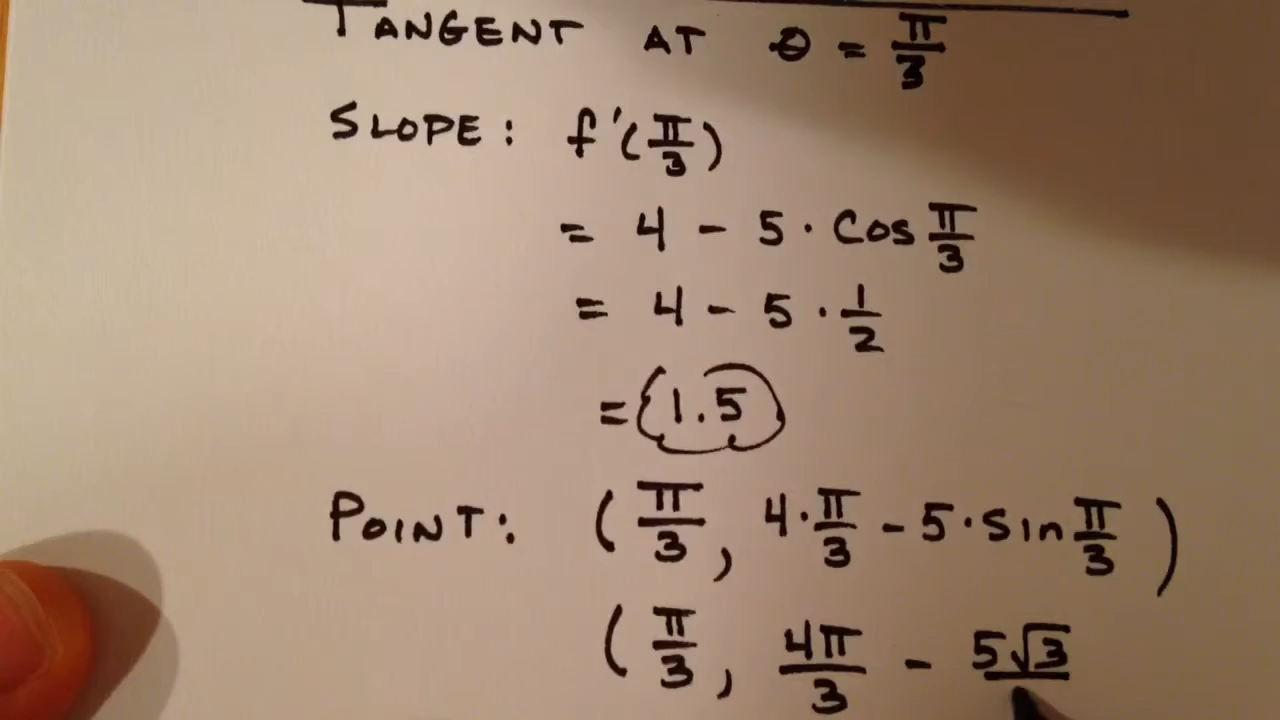 TANGENT AT θ = π/3
SLOPE: f'(π/3)
= 4 - 5 · cos π/3
= 4 - 5 · 1/2
= 1.5
POINT: (π/3, 4·π/3 - 5·sin π/3)
(π/3, 4π/3 - 5√3/